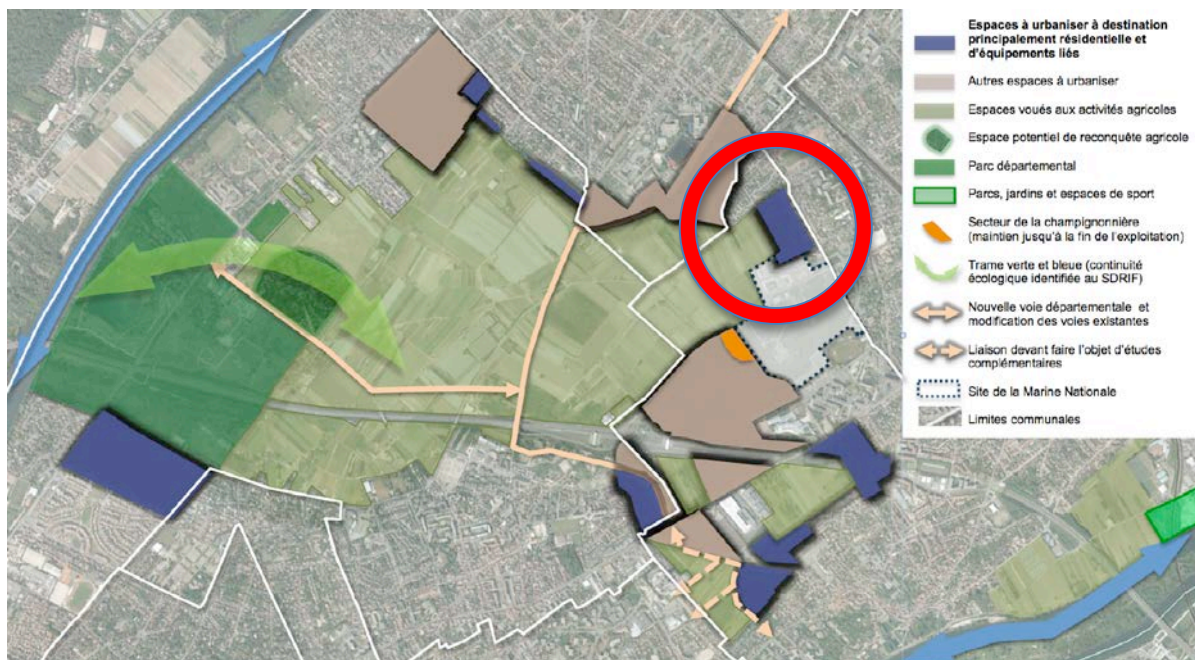 Espaces à urbaniser à destination
principalement résidentielle et
d'équipements liés
Autres espaces à urbaniser
Espaces voués aux activités agricoles
Espace potentiel de reconquête agricole
Parc départemental
Parcs, jardins et espaces de sport
Secteur de la champignonnière
(maintien jusqu'à la fin de l'exploitation)
Trame verte et bleue (continuité
écologique identifiée au SDRIF)
Nouvelle voie départementale et
modification des voies existantes
Liaison devant faire l'objet d'études
complémentaires
Site de la Marine Nationale
Limites communales